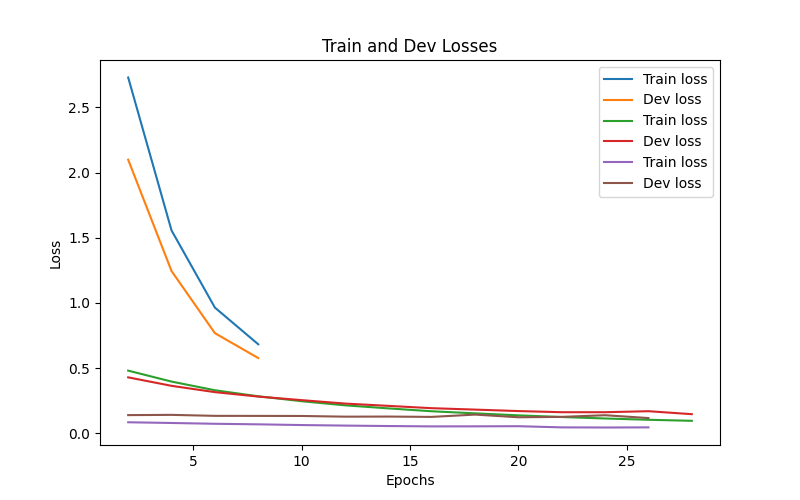 Train and Dev Losses
Train loss
Dev loss
Train loss
Dev loss
Train loss
Dev loss
Loss
2.5
2.0
1.5
1.0
0.5
0.0
5
10
15
20
25
Epochs